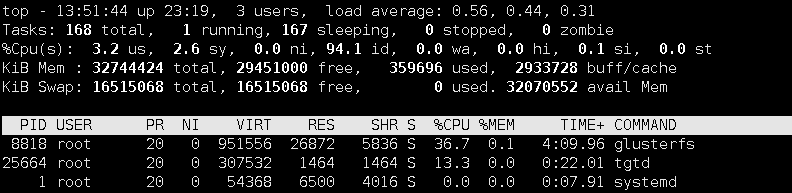 top - 13:51:44 up 23:19,  3 users,  load average: 0.56, 0.44, 0.31
Tasks: 168 total,   1 running, 167 sleeping,   0 stopped,   0 zombie
%Cpu(s):  3.2 us,  2.6 sy,  0.0 ni, 94.1 id,  0.0 wa,  0.0 hi,  0.1 si,  0.0 st
KiB Mem : 32744424 total, 29451000 free,   359696 used,  2933728 buff/cache
KiB Swap: 16515068 total, 16515068 free,        0 used. 32070552 avail Mem
PID USER      PR  NI    VIRT    RES    SHR S  %CPU %MEM     TIME+ COMMAND
8818 root      20   0  951556  26872   5836 S  36.7  0.1   4:09.96 glusterfs
25664 root      20   0  307532   1464   1464 S  13.3  0.0   0:22.01 tgtd
1 root      20   0   54368   6500   4016 S   0.0  0.0   0:07.91 systemd